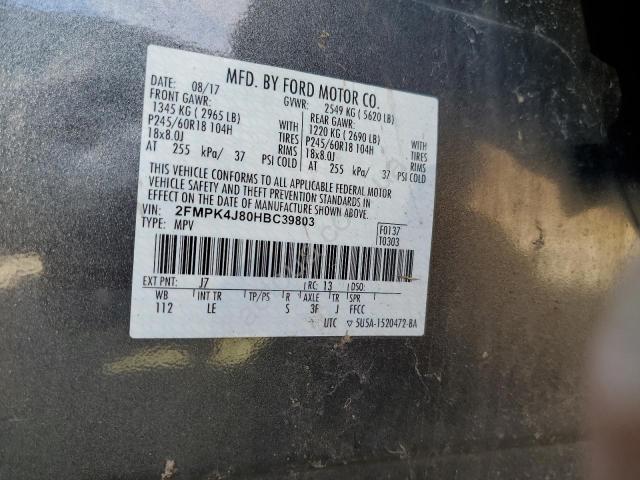 MFD. BY FORD MOTOR CO.
DATE: 08/17 GVWR: 2549 KG ( 5620 LB)
FRONT GAWR: REAR GAWR:
1345 KG ( 2965 LB) WITH 1220 KG ( 2690 LB) WITH
P245/60R18 104H TIRES P245/60R18 104H TIRES
18x8.0J RIMS 18x8.0J RIMS
AT 255 kPa/ 37 PSI COLD AT 255 kPa/ 37 PSI COLD
THIS VEHICLE CONFORMS TO ALL APPLICABLE FEDERAL MOTOR
VEHICLE SAFETY AND THEFT PREVENTION STANDARDS IN
EFFECT ON THE DATE OF MANUFACTURE SHOWN ABOVE.
VIN: 2FMPK4J80HBC39803 F0137
TYPE: MPV T0303
EXT PNT: J7 RC: 13 DSO:
WB INT TR TP/PS R AXLE TR SPR
112 LE S 3F J FFCC
UTC ▽ 5U5A-1520472-BA